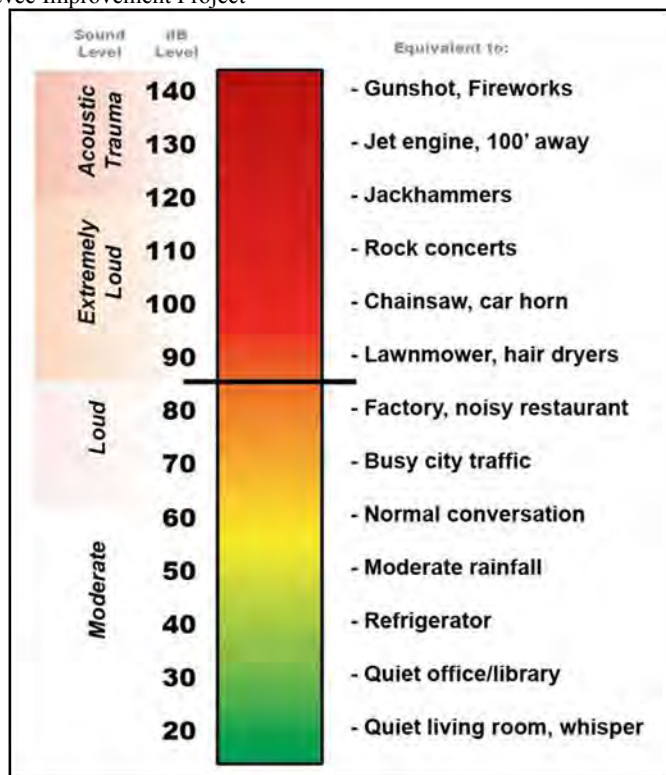 Improvement Project
Sound Level dB Level Equivalent to:
Acoustic Trauma
140 - Gunshot, Fireworks
130 - Jet engine, 100’ away
120 - Jackhammers
Extremely Loud
110 - Rock concerts
100 - Chainsaw, car horn
90 - Lawnmower, hair dryers
Loud
80 - Factory, noisy restaurant
70 - Busy city traffic
Moderate
60 - Normal conversation
50 - Moderate rainfall
40 - Refrigerator
30 - Quiet office/library
20 - Quiet living room, whisper